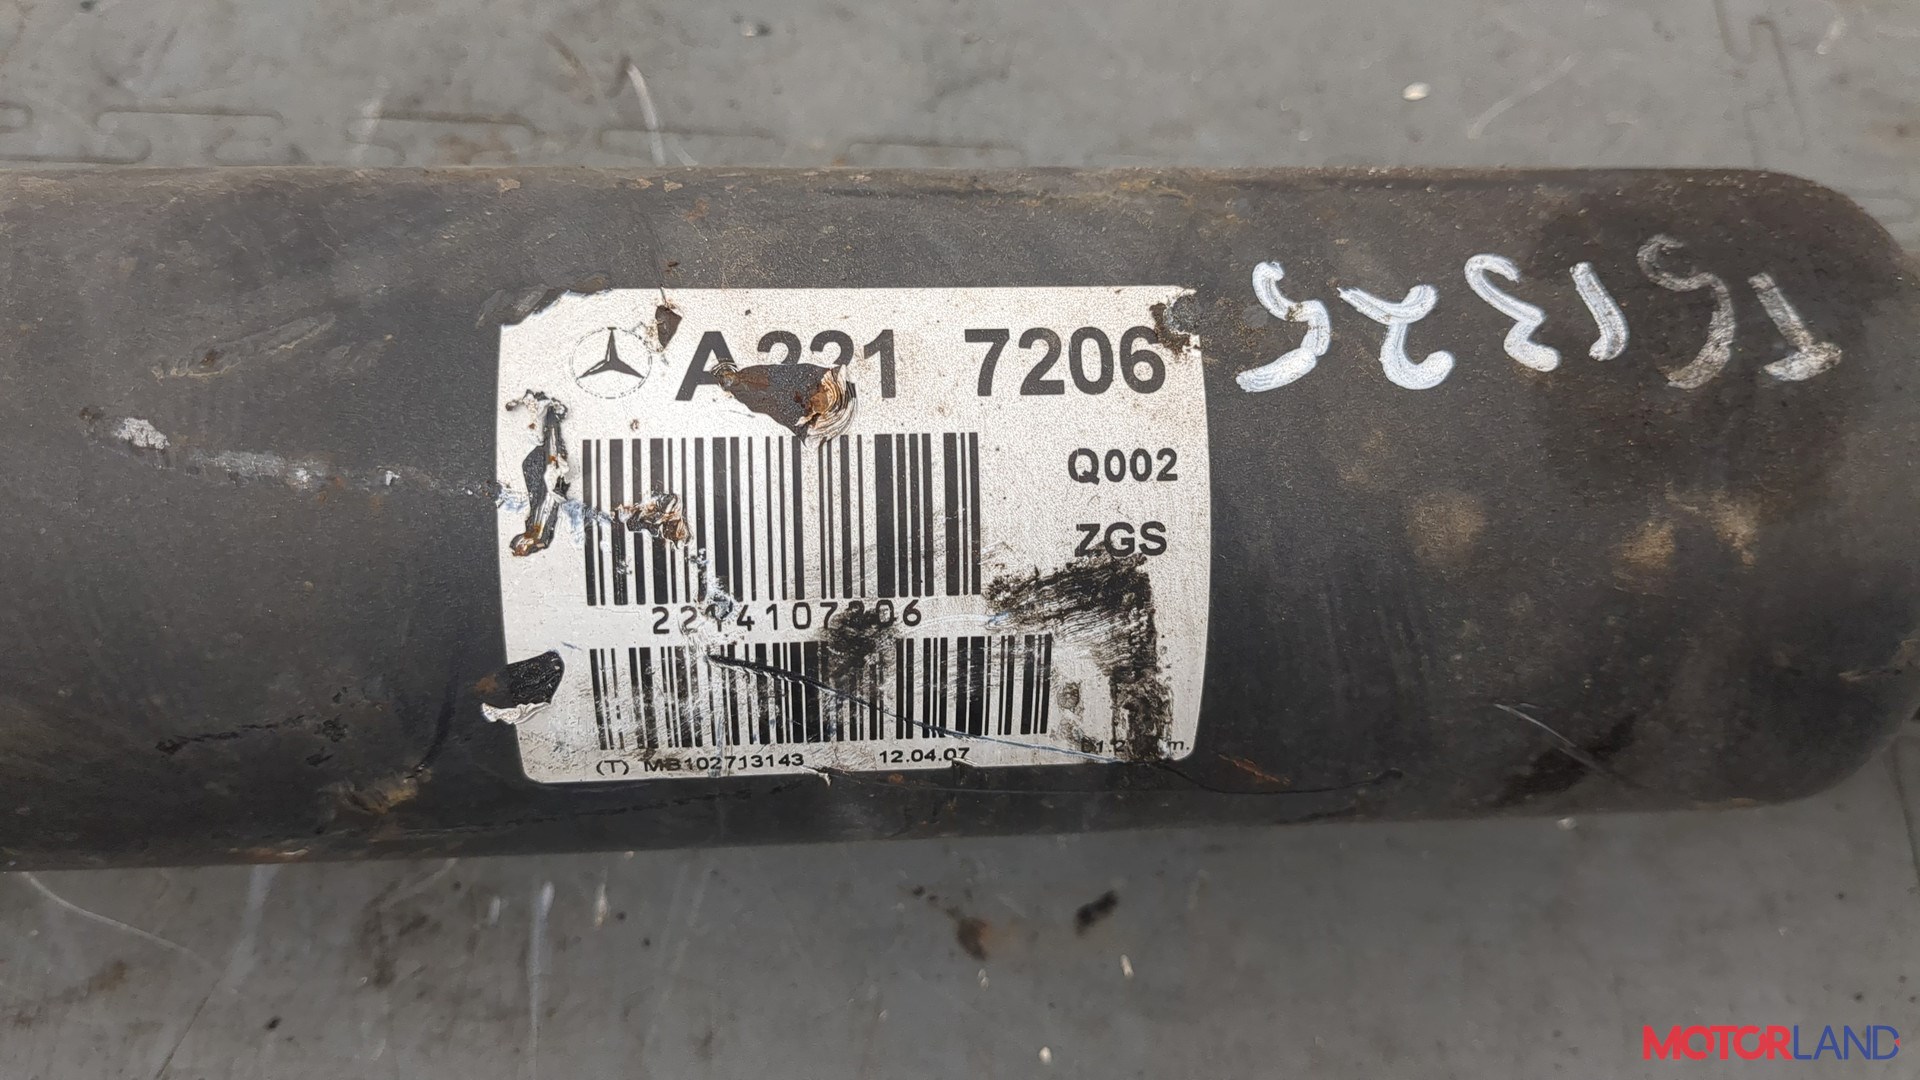 A221 7206
Q002
ZGS
2214107206
(T) MB102713143 12.04.07
MOTORLAND